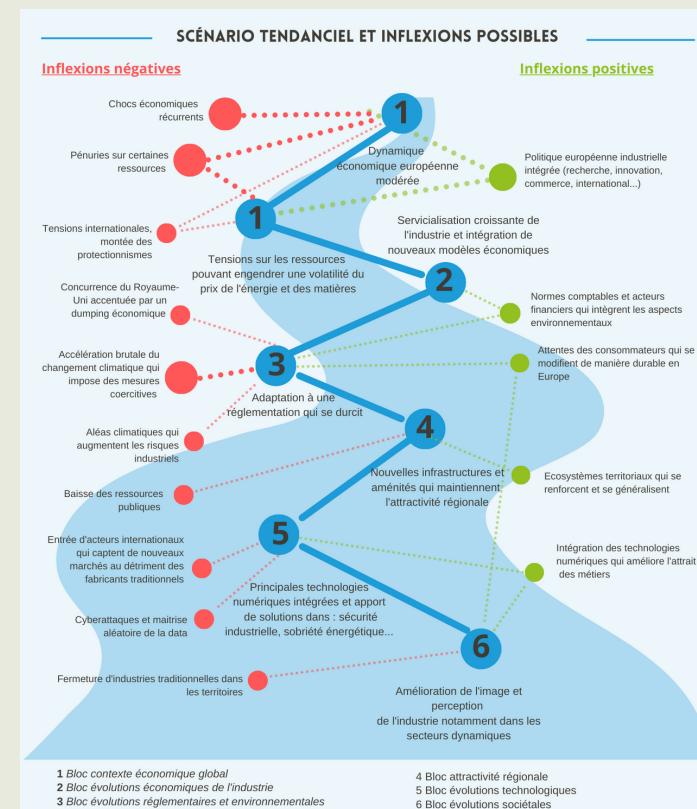 SCÉNARIO TENDANCIEL ET INFLEXIONS POSSIBLES
Inflexions négatives
Inflexions positives
Chocs économiques
récurrents
1
Dynamique
économique européenne
modérée
Pénuries sur certaines
ressources
Politique européenne industrielle
intégrée (recherche, innovation,
commerce, international...)
1
Tensions internationales,
montée des
protectionnismes
Tensions sur les ressources
pouvant engendrer une volatilité du
prix de l'énergie et des matières
Servicialisation croissante de
l'industrie et intégration de
nouveaux modèles économiques
2
Concurrence du Royaume-
Uni accentuée par un
dumping économique
Normes comptables et acteurs
financiers qui intègrent les aspects
environnementaux
Accélération brutale du
changement climatique qui
impose des mesures
coercitives
3
Adaptation à une
réglementation qui se durcit
Attentes des consommateurs qui se
modifient de manière durable en
Europe
Aléas climatiques qui
augmentent les risques
industriels
4
Nouvelles infrastructures et
aménités qui maintiennent
l'attractivité régionale
Baisse des ressources
publiques
Ecosystèmes territoriaux qui se
renforcent et se généralisent
5
Entrée d'acteurs internationaux
qui captent de nouveaux
marchés au détriment des
fabricants traditionnels
Principales technologies
numériques intégrées et apport
de solutions dans : sécurité
industrielle, sobriété énergétique...
Intégration des technologies
numériques qui améliore l'attrait
des métiers
Cyberattaques et maitrise
aléatoire de la data
6
Fermeture d'industries traditionnelles dans
les territoires
Amélioration de l'image et
perception
de l'industrie notamment dans les
secteurs dynamiques
1 Bloc contexte économique global
2 Bloc évolutions économiques de l'industrie
3 Bloc évolutions réglementaires et environnementales
4 Bloc attractivité régionale
5 Bloc évolutions technologiques
6 Bloc évolutions sociétales